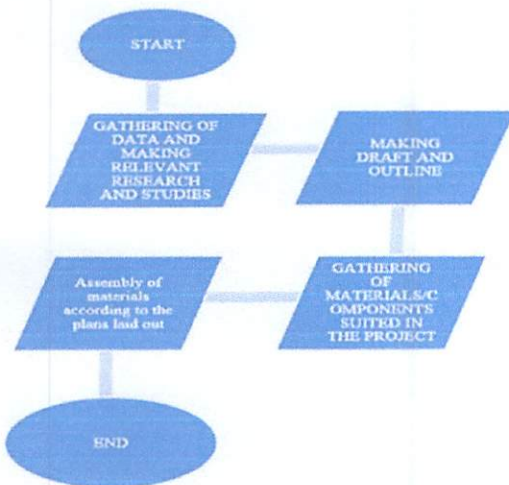 START
GATHERING OF
DATA AND
MAKING
RELEVANT
RESEARCH
AND STUDIES
MAKING
DRAFT AND
OUTLINE
GATHERING
OF
MATERIALS/C
OMPONENTS
SUITED IN
THE PROJECT
Assembly of
materials
according to the
plans laid out
END